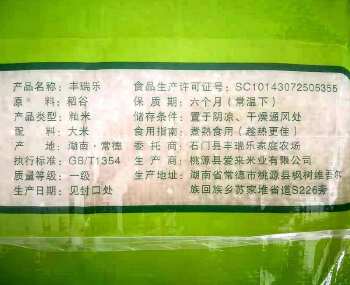 产品名称：丰瑞乐 食品生产许可证号：SC10143072505355
原　　料：稻谷 保 质 期：六个月（常温下）
产品类型：籼米 储存条件：置于阴凉、干燥通风处
配　　料：大米 食用指南：煮熟食用（趁热更佳）
产　　地：湖南·常德 委 托 商：石门县丰瑞乐家庭农场
执行标准：GB/T1354 生 产 商：桃源县爱来米业有限公司
质量等级：一级 生产地址：湖南省常德市桃源县枫树维吾尔
生产日期：见封口处 族回族乡苏家堆省道S226旁